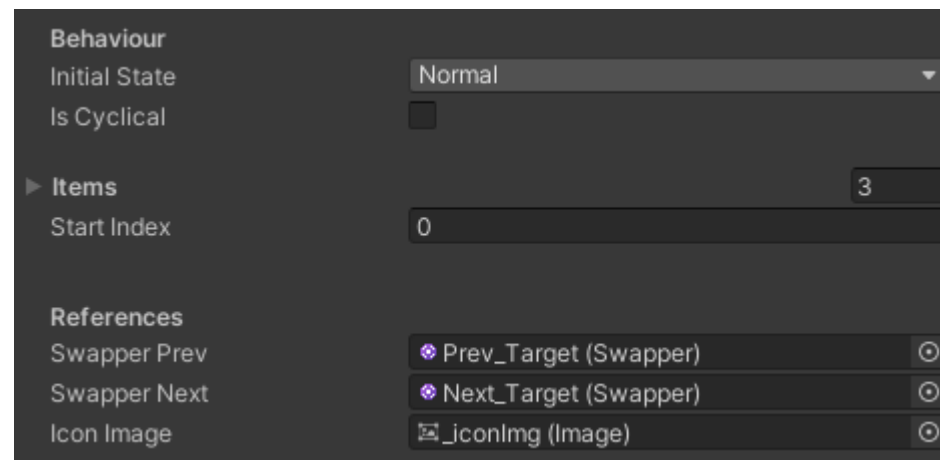 Behaviour
Initial State Normal
Is Cyclical
Items 3
Start Index 0
References
Swapper Prev Prev_Target (Swapper)
Swapper Next Next_Target (Swapper)
Icon Image _iconImg (Image)